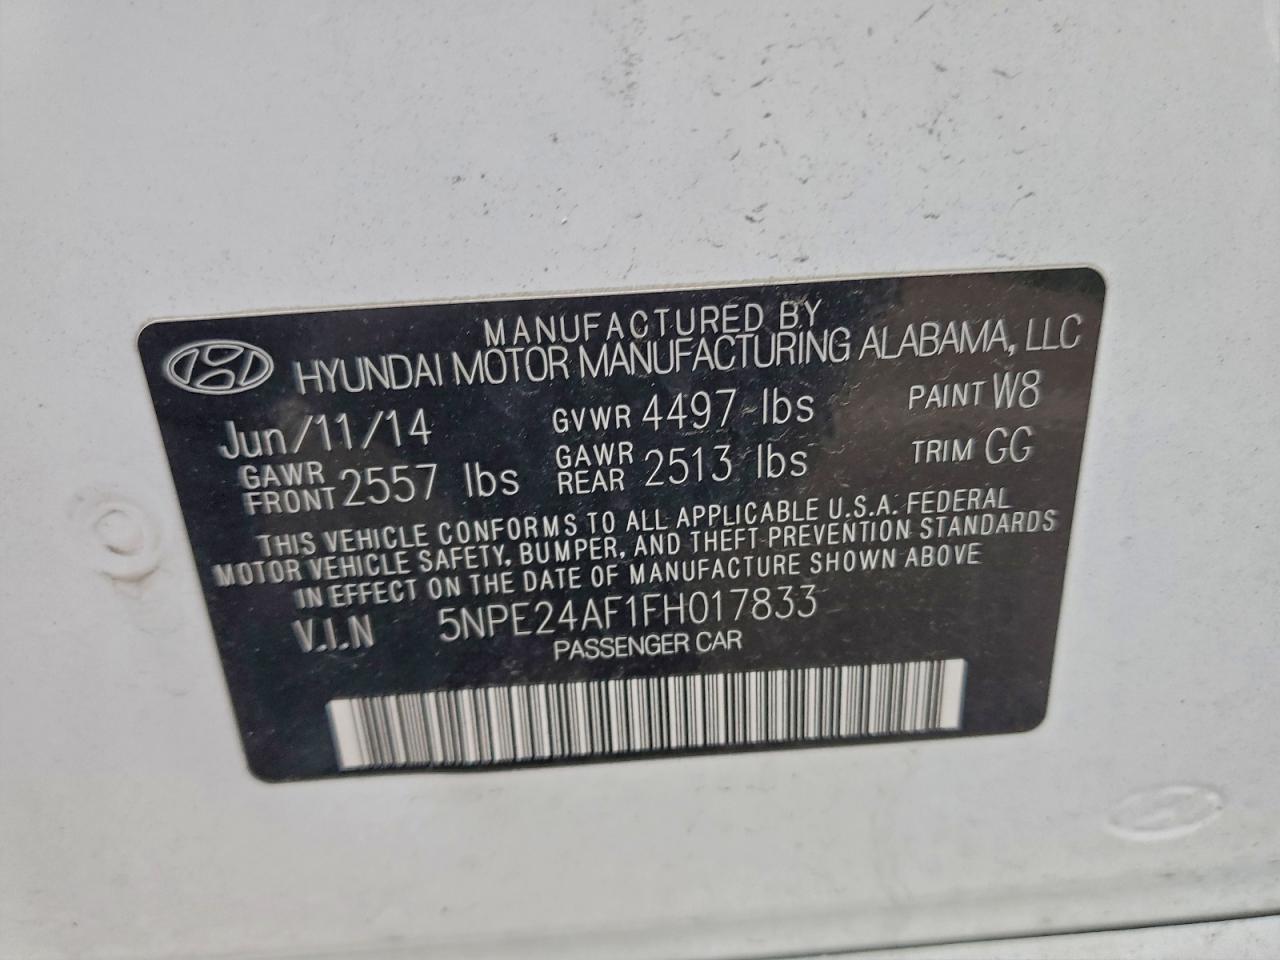 MANUFACTURED BY
HYUNDAI MOTOR MANUFACTURING ALABAMA, LLC
Jun/11/14 GVWR 4497 lbs PAINT W8
GAWR FRONT 2557 lbs GAWR REAR 2513 lbs TRIM GG
THIS VEHICLE CONFORMS TO ALL APPLICABLE U.S.A. FEDERAL
MOTOR VEHICLE SAFETY, BUMPER, AND THEFT PREVENTION STANDARDS
IN EFFECT ON THE DATE OF MANUFACTURE SHOWN ABOVE
V.I.N 5NPE24AF1FH017833
PASSENGER CAR